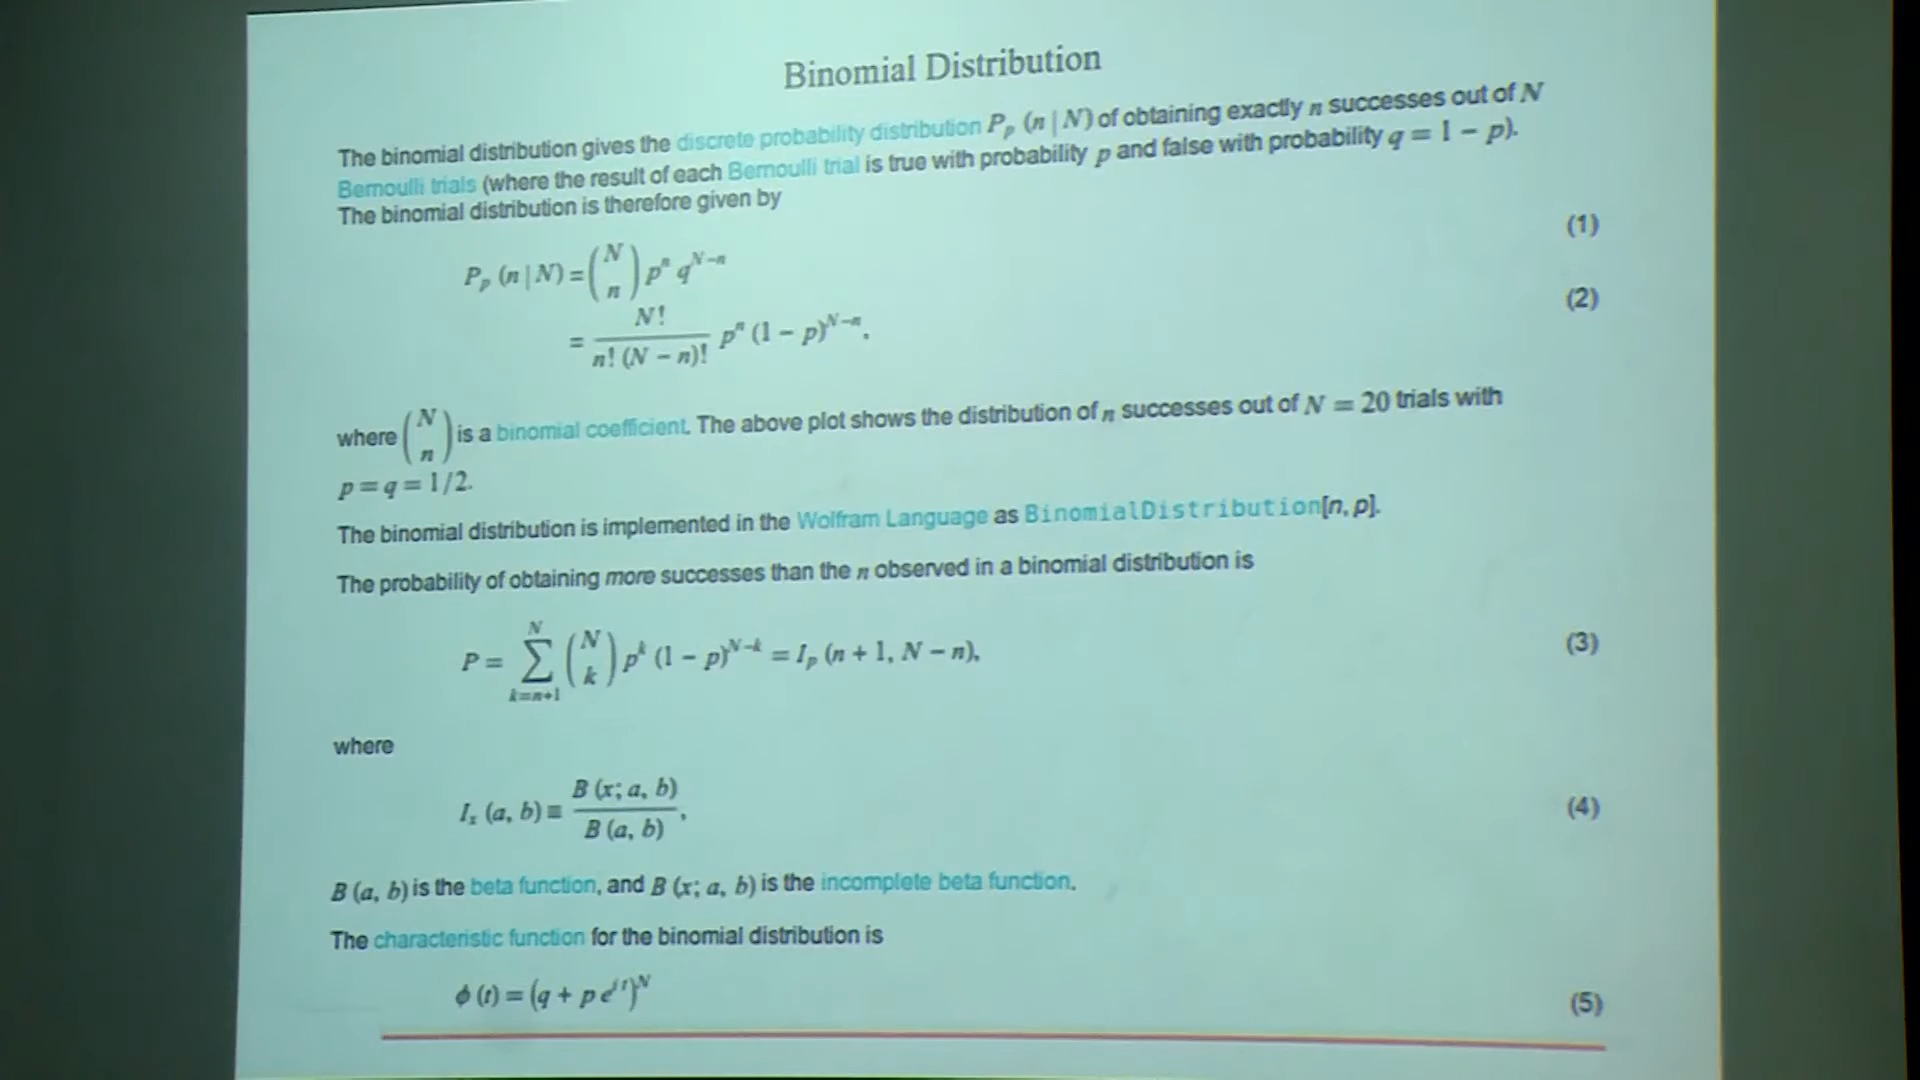 Binomial Distribution
The binomial distribution gives the discrete probability distribution P_p (n | N) of obtaining exactly n successes out of N
Bernoulli trials (where the result of each Bernoulli trial is true with probability p and false with probability q = 1 − p).
The binomial distribution is therefore given by
P_p (n | N) = (N n) p^n q^(N−n) (1)
= N! / n! (N − n)! p^n (1 − p)^(N−n), (2)
where (N n) is a binomial coefficient. The above plot shows the distribution of n successes out of N = 20 trials with
p = q = 1/2.
The binomial distribution is implemented in the Wolfram Language as BinomialDistribution[n, p].
The probability of obtaining more successes than the n observed in a binomial distribution is
P = ∑_{k=n+1}^{N} (N k) p^k (1 − p)^(N−k) = I_p (n + 1, N − n), (3)
where
I_x (a, b) ≡ B (x; a, b) / B (a, b), (4)
B (a, b) is the beta function, and B (x; a, b) is the incomplete beta function.
The characteristic function for the binomial distribution is
ϕ (t) = (q + p e^(i t))^N (5)